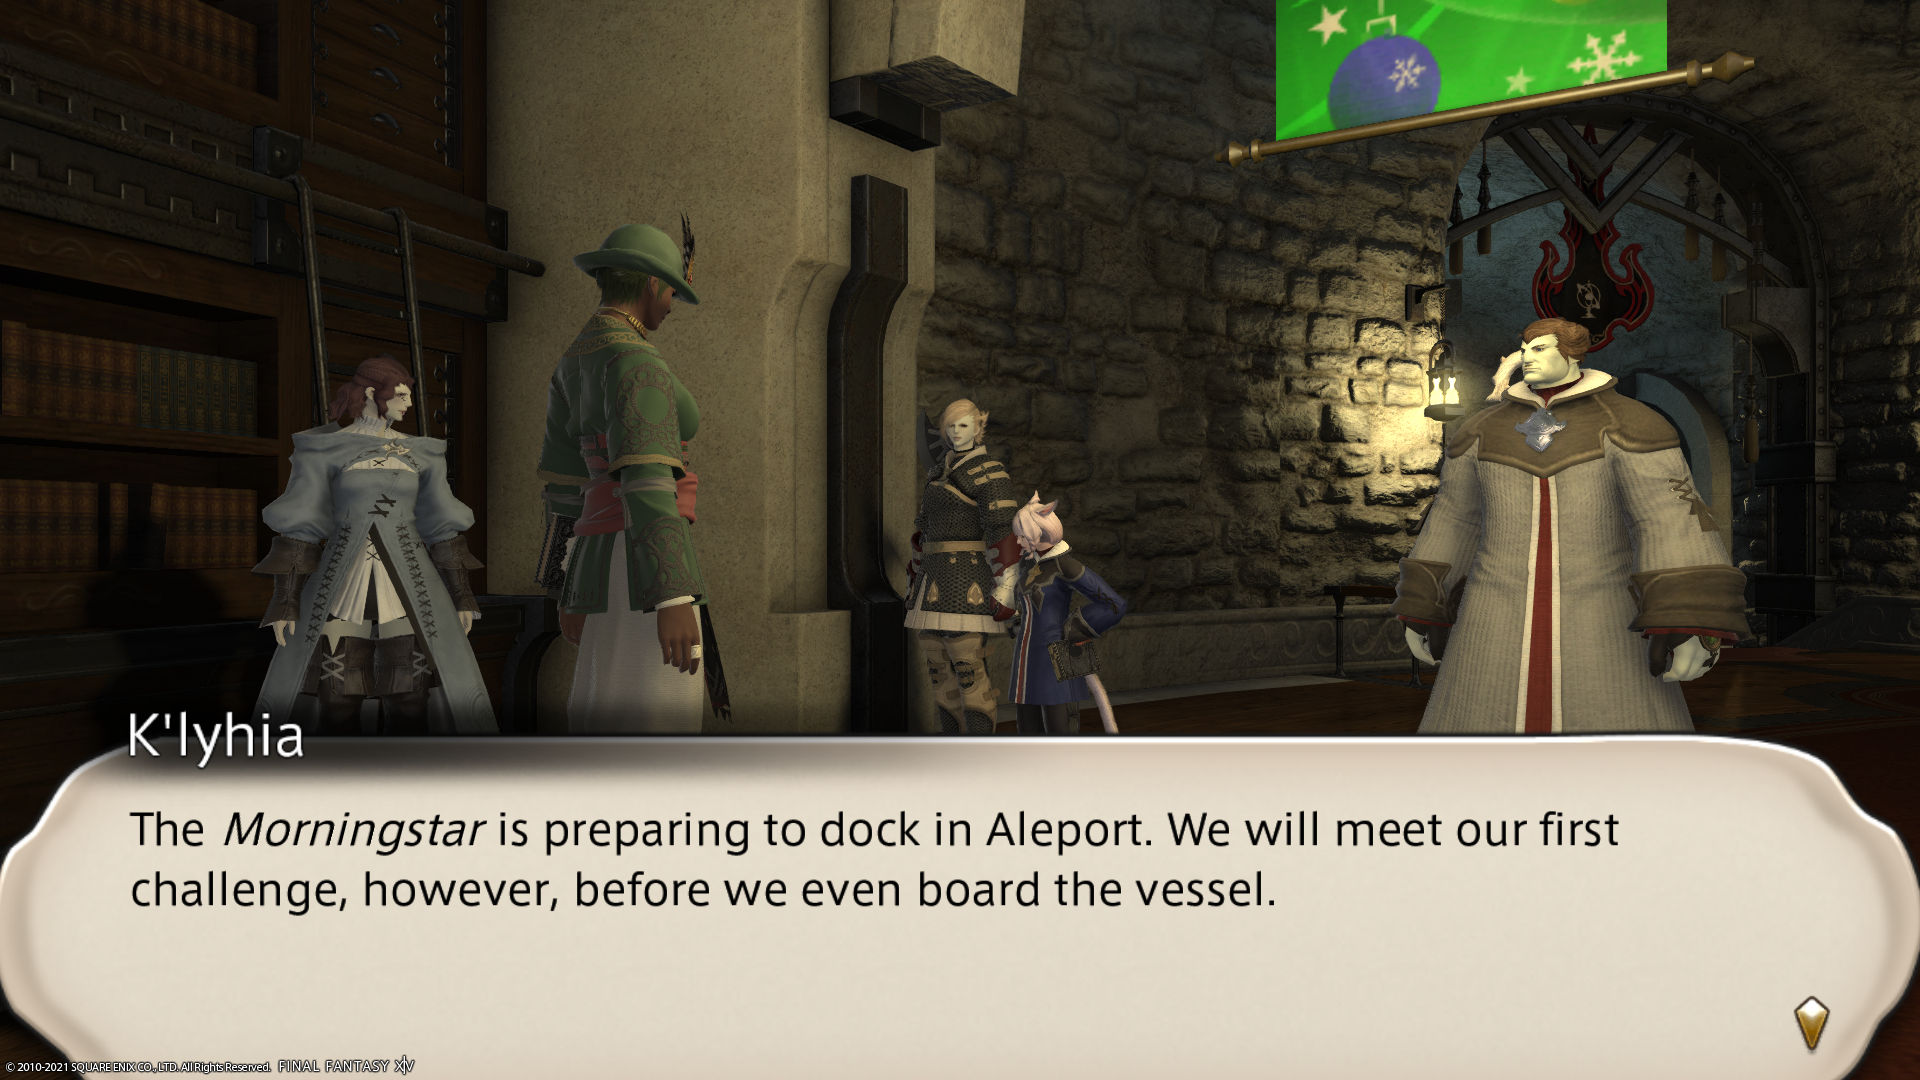 K'lyhia
The Morningstar is preparing to dock in Aleport. We will meet our first
challenge, however, before we even board the vessel.
© 2010-2021 SQUARE ENIX CO., LTD. All Rights Reserved. FINAL FANTASY XIV